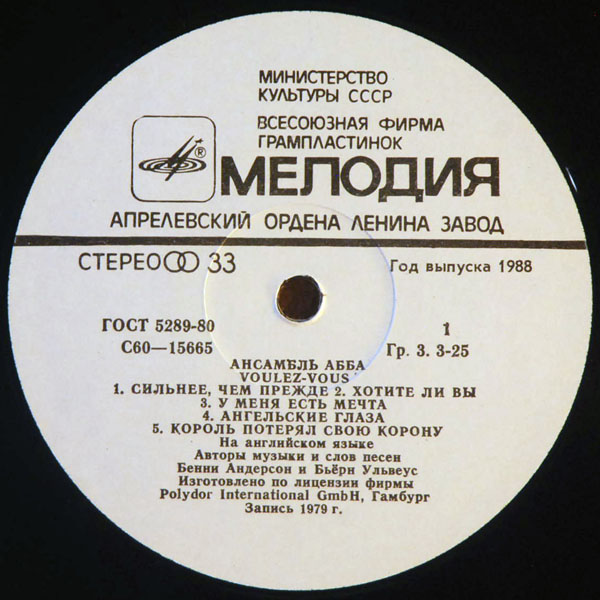 МИНИСТЕРСТВО
КУЛЬТУРЫ СССР
ВСЕСОЮЗНАЯ ФИРМА
ГРАМПЛАСТИНОК
®
МЕЛОДИЯ
АПРЕЛЕВСКИЙ ОРДЕНА ЛЕНИНА ЗАВОД
СТЕРЕО 33
Год выпуска 1988
ГОСТ 5289-80
1
С60—15665
Гр. 3. 3-25
АНСАМБЛЬ АББА
VOULEZ-VOUS
1. СИЛЬНЕЕ, ЧЕМ ПРЕЖДЕ 2. ХОТИТЕ ЛИ ВЫ
3. У МЕНЯ ЕСТЬ МЕЧТА
4. АНГЕЛЬСКИЕ ГЛАЗА
5. КОРОЛЬ ПОТЕРЯЛ СВОЮ КОРОНУ
На английском языке
Авторы музыки и слов песен
Бенни Андерсон и Бьёрн Ульвеус
Изготовлено по лицензии фирмы
Polydor International GmbH, Гамбург
Запись 1979 г.